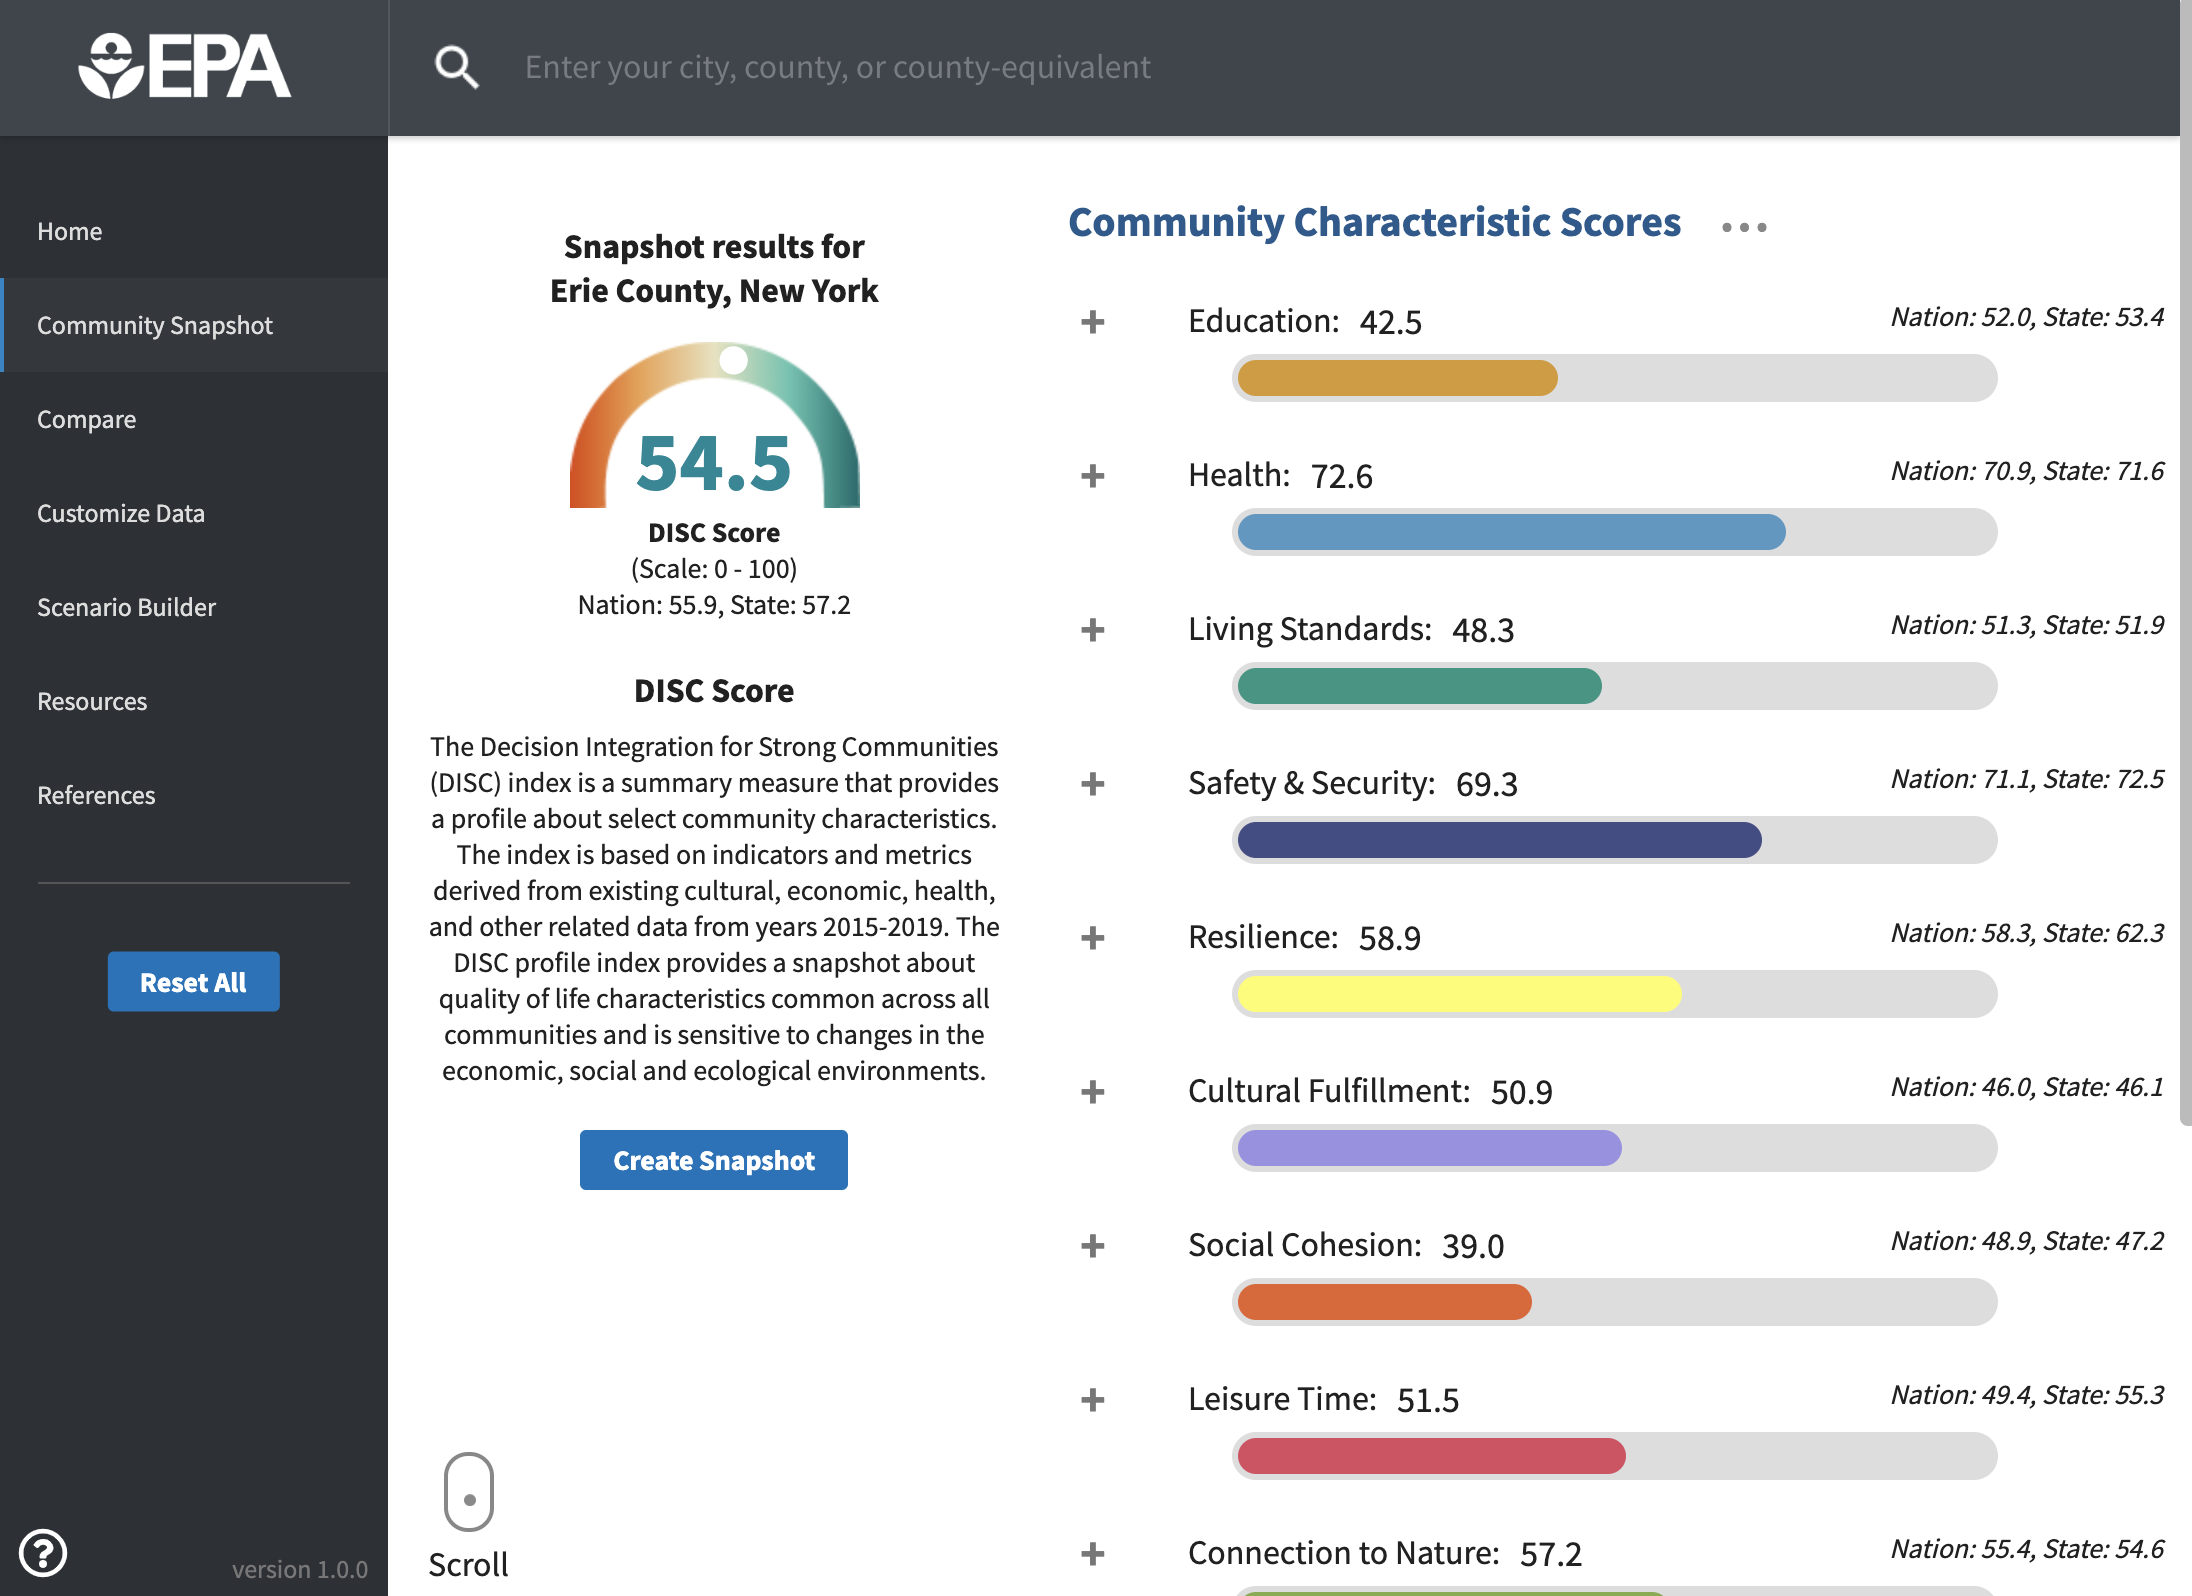 EPA
Enter your city, county, or county-equivalent
Home
Community Snapshot
Compare
Customize Data
Scenario Builder
Resources
References
Reset All
version 1.0.0
Snapshot results for
Erie County, New York
54.5
DISC Score
(Scale: 0 - 100)
Nation: 55.9, State: 57.2
DISC Score
The Decision Integration for Strong Communities
(DISC) index is a summary measure that provides
a profile about select community characteristics.
The index is based on indicators and metrics
derived from existing cultural, economic, health,
and other related data from years 2015-2019. The
DISC profile index provides a snapshot about
quality of life characteristics common across all
communities and is sensitive to changes in the
economic, social and ecological environments.
Create Snapshot
Scroll
Community Characteristic Scores
Education: 42.5 Nation: 52.0, State: 53.4
Health: 72.6 Nation: 70.9, State: 71.6
Living Standards: 48.3 Nation: 51.3, State: 51.9
Safety & Security: 69.3 Nation: 71.1, State: 72.5
Resilience: 58.9 Nation: 58.3, State: 62.3
Cultural Fulfillment: 50.9 Nation: 46.0, State: 46.1
Social Cohesion: 39.0 Nation: 48.9, State: 47.2
Leisure Time: 51.5 Nation: 49.4, State: 55.3
Connection to Nature: 57.2 Nation: 55.4, State: 54.6